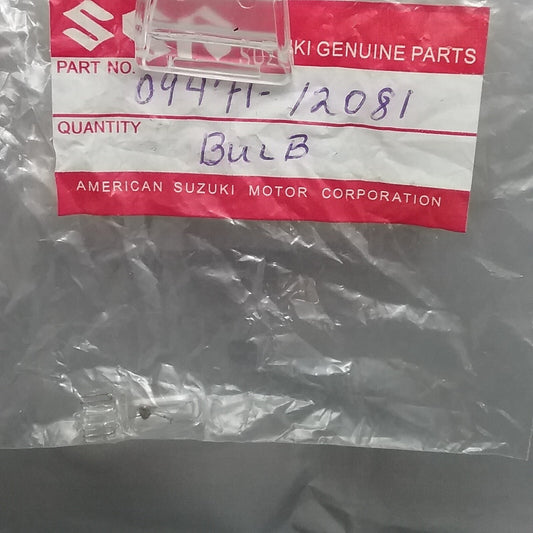 SUZUKI GENUINE PARTS
PART NO. 09471-12081
QUANTITY BULB
AMERICAN SUZUKI MOTOR CORPORATION